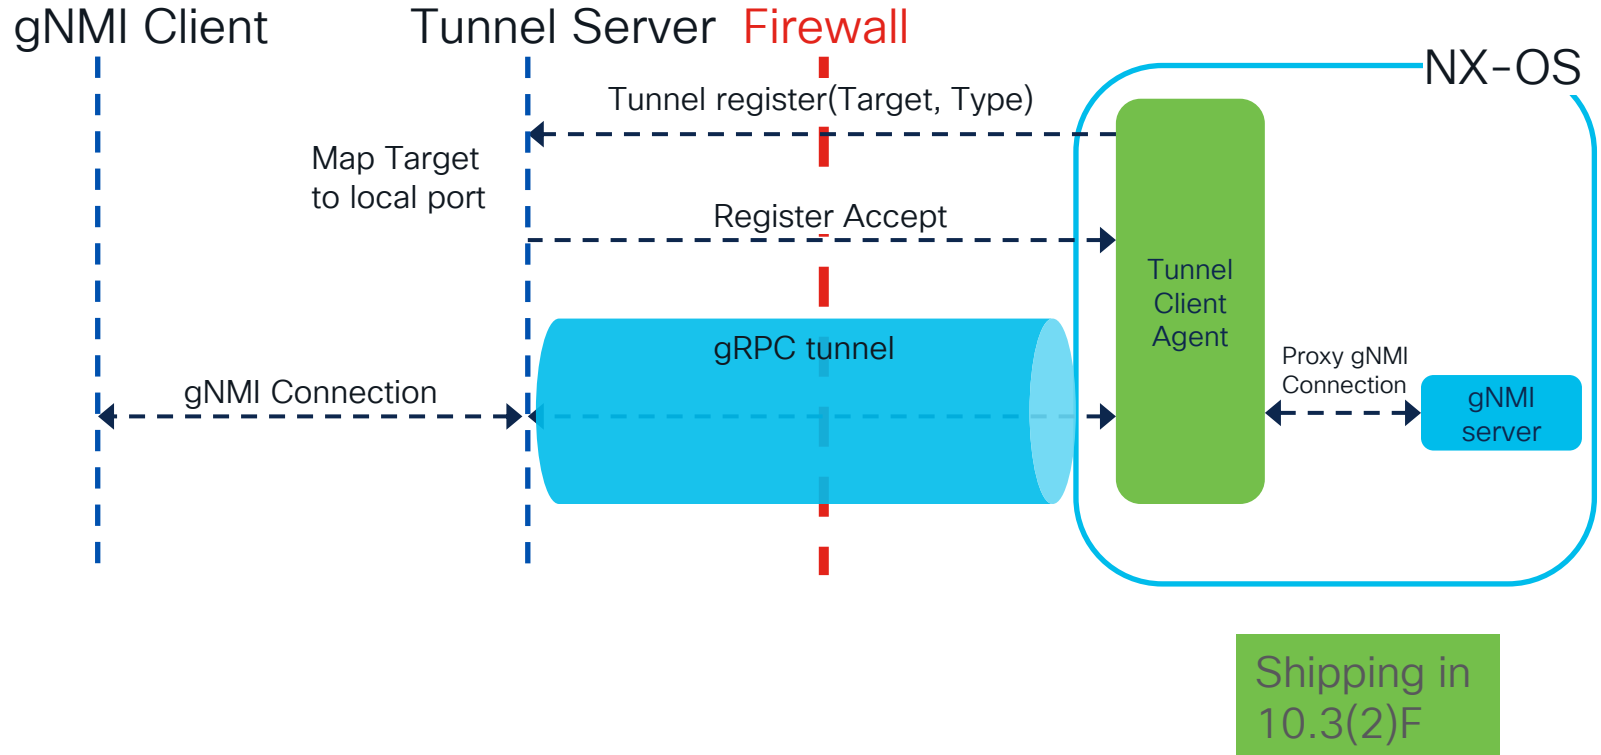 gNMI Client
Tunnel Server
Firewall
NX-OS
Tunnel register(Target, Type)
Map Target
to local port
Register Accept
Tunnel
Client
Agent
gRPC tunnel
gNMI Connection
Proxy gNMI
Connection
gNMI
server
Shipping in
10.3(2)F